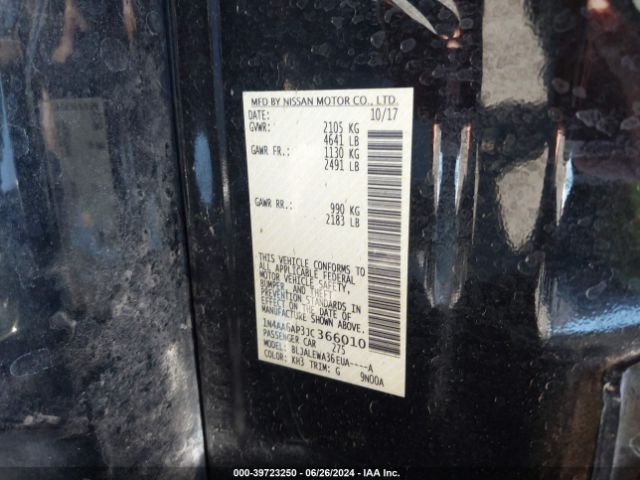 MFD BY NISSAN MOTOR CO., LTD.
DATE: 10/17
GVWR: 2105 KG
4641 LB
GAWR FR.: 1130 KG
2491 LB
GAWR RR.: 990 KG
2183 LB
THIS VEHICLE CONFORMS TO
ALL APPLICABLE FEDERAL
MOTOR VEHICLE SAFETY,
BUMPER, AND THEFT
PREVENTION STANDARDS IN
EFFECT ON THE DATE OF
MANUFACTURE SHOWN ABOVE.
1N4AA6AP3JC366010
PASSENGER CAR 275
MODEL: BLJALEWA36EUA----A
COLOR: KH3 TRIM: G 9N00A
000-39723250 - 06/26/2024 - IAA Inc.